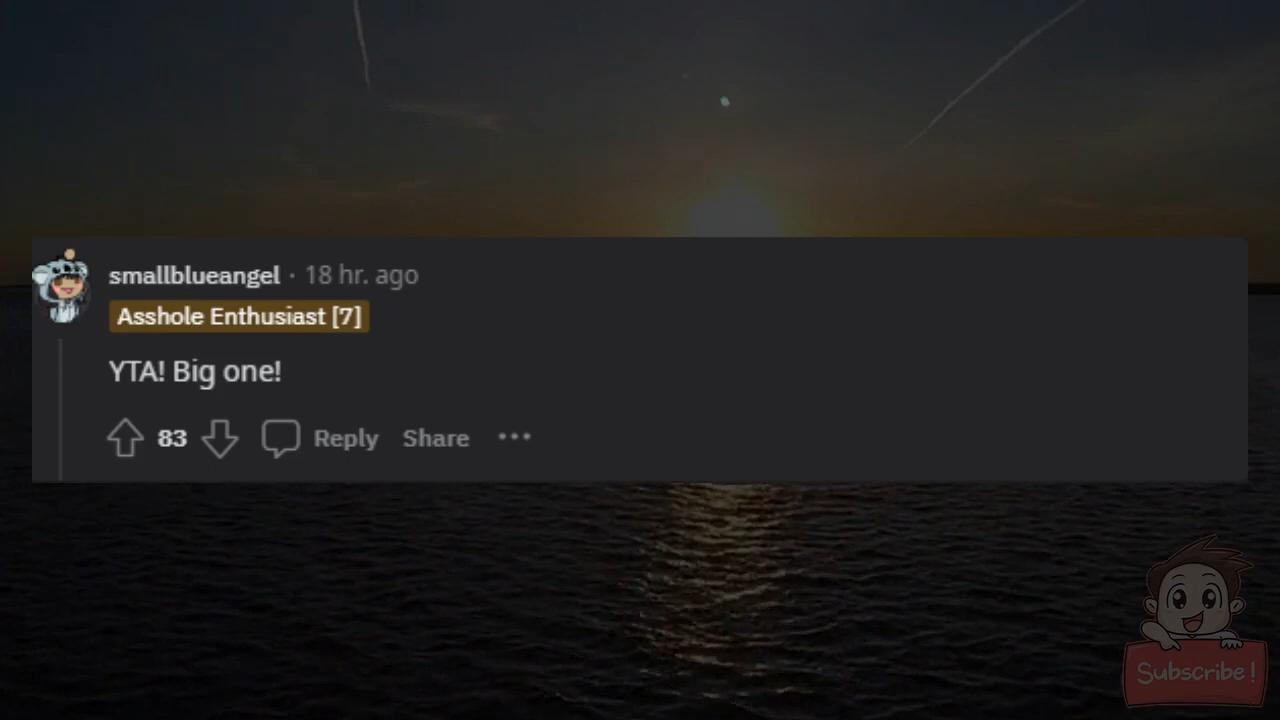 smallblueangel · 18 hr. ago
Asshole Enthusiast [7]
YTA! Big one!
83 Reply Share ···
Subscribe!